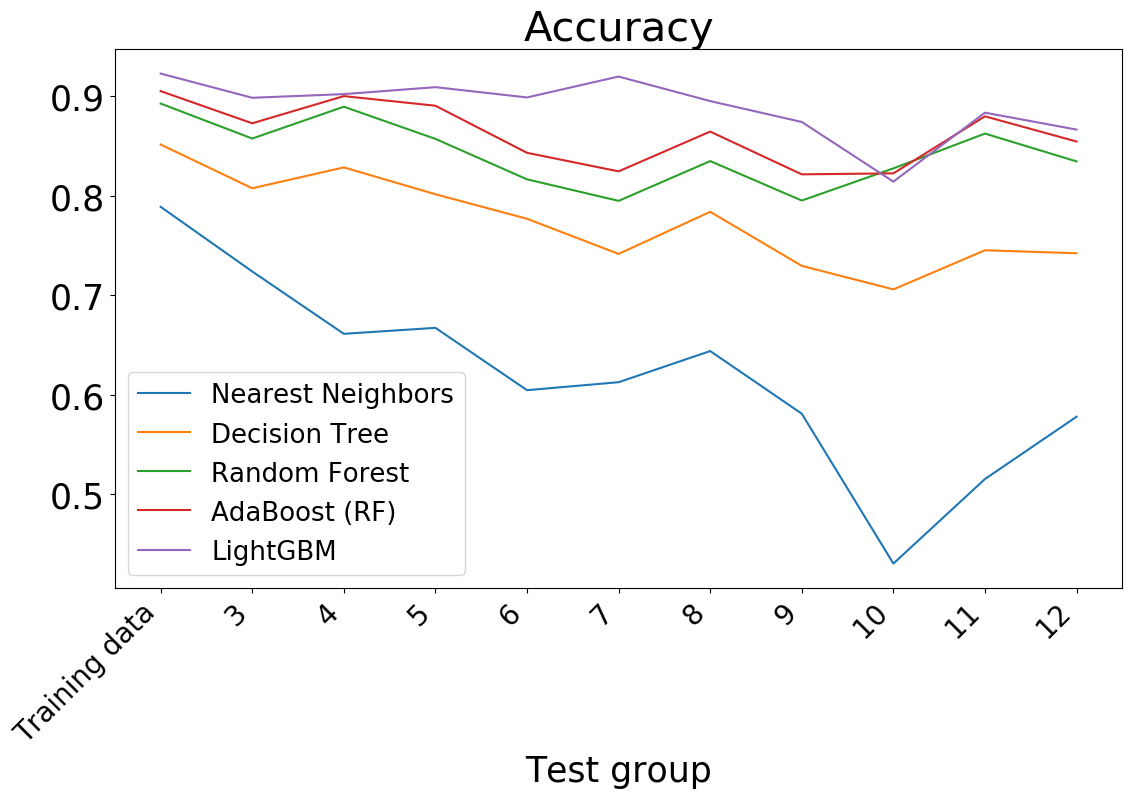 Accuracy
0.9
0.8
0.7
0.6
0.5
Nearest Neighbors
Decision Tree
Random Forest
AdaBoost (RF)
LightGBM
Training data
3
4
5
6
7
8
9
10
11
12
Test group